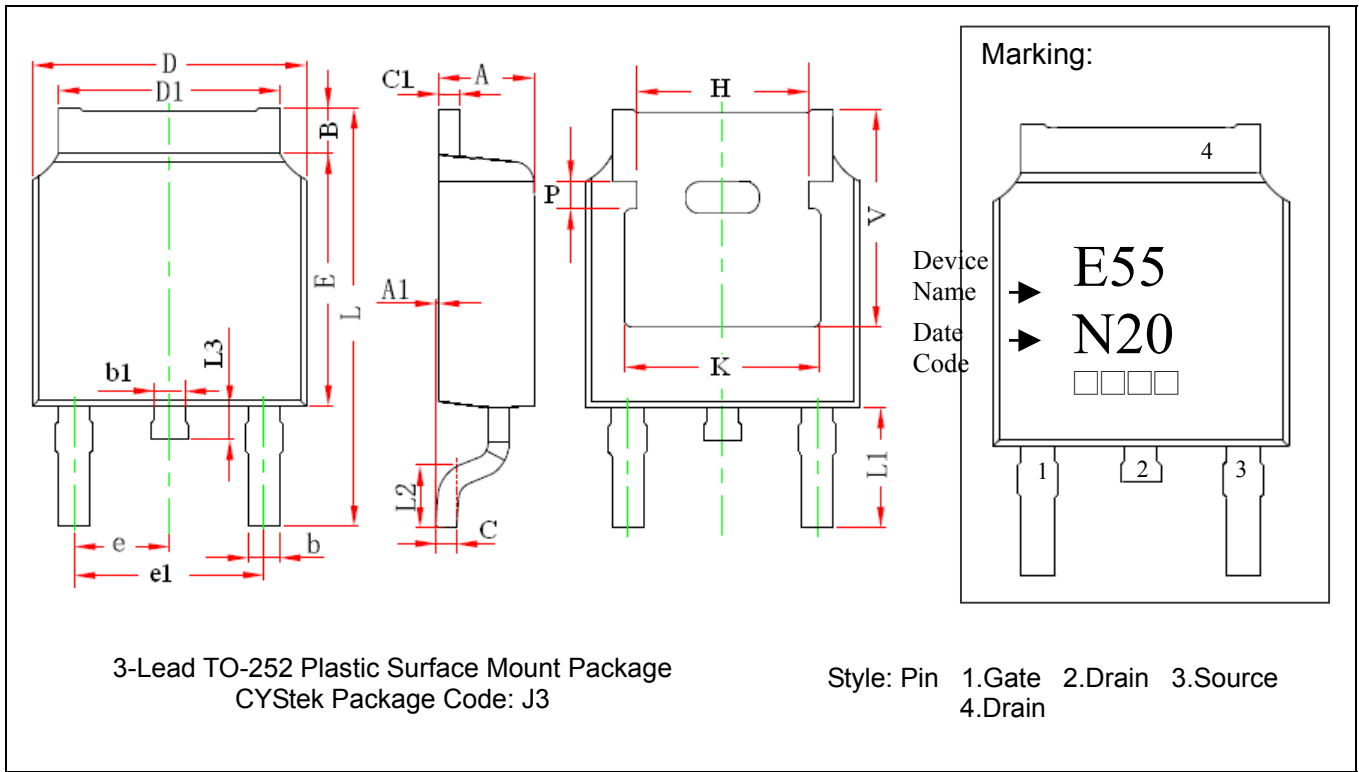 D
D1
B
E
L
L3
b1
e
e1
b
C1
A
A1
L2
C
H
P
V
K
L1
Marking:
4
Device
Name
E55
Date
Code
N20
□□□□
1
2
3
3-Lead TO-252 Plastic Surface Mount Package
CYStek Package Code: J3
Style: Pin 1.Gate 2.Drain 3.Source
4.Drain